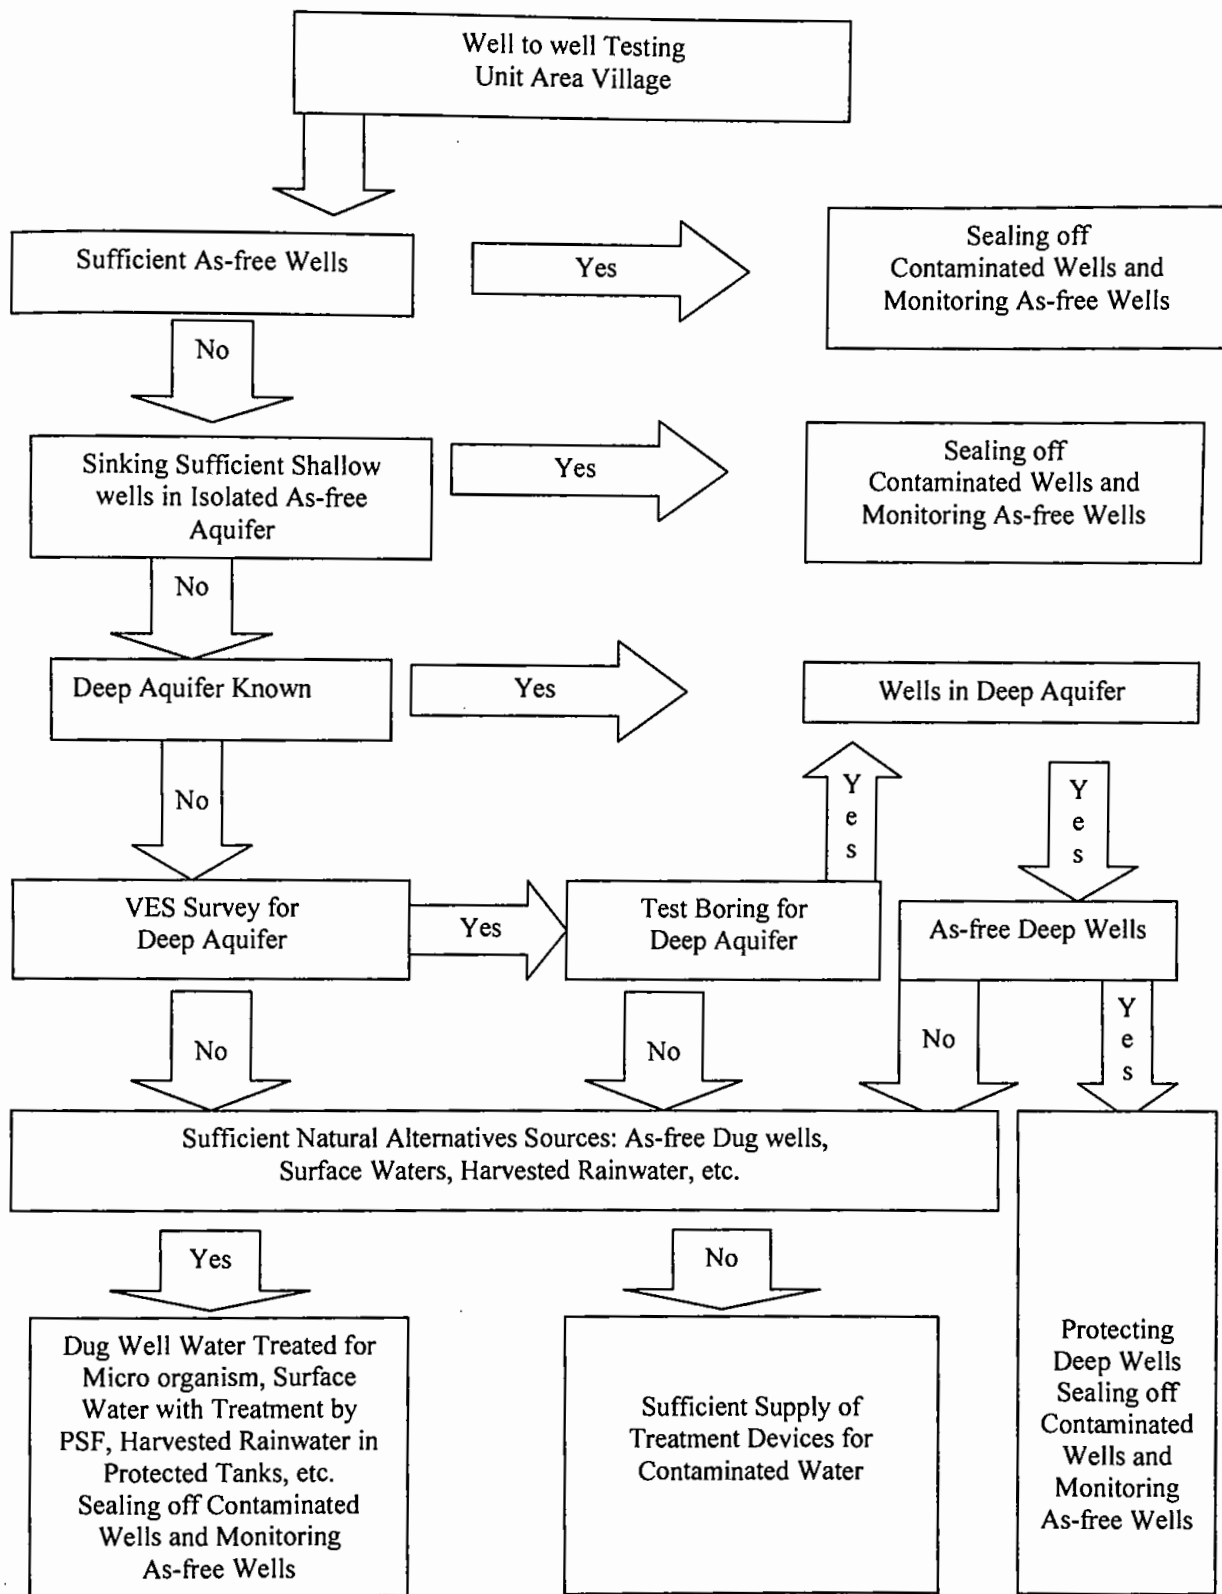 Well to well Testing
Unit Area Village
Sufficient As-free Wells
Yes
Sealing off
Contaminated Wells and
Monitoring As-free Wells
No
Sinking Sufficient Shallow
wells in Isolated As-free
Aquifer
Yes
Sealing off
Contaminated Wells and
Monitoring As-free Wells
No
Deep Aquifer Known
Yes
Wells in Deep Aquifer
No
Yes
Yes
VES Survey for
Deep Aquifer
Yes
Test Boring for
Deep Aquifer
As-free Deep Wells
No
No
No
Yes
Sufficient Natural Alternatives Sources: As-free Dug wells,
Surface Waters, Harvested Rainwater, etc.
Yes
No
Dug Well Water Treated for
Micro organism, Surface
Water with Treatment by
PSF, Harvested Rainwater in
Protected Tanks, etc.
Sealing off Contaminated
Wells and Monitoring
As-free Wells
Sufficient Supply of
Treatment Devices for
Contaminated Water
Protecting
Deep Wells
Sealing off
Contaminated
Wells and
Monitoring
As-free Wells